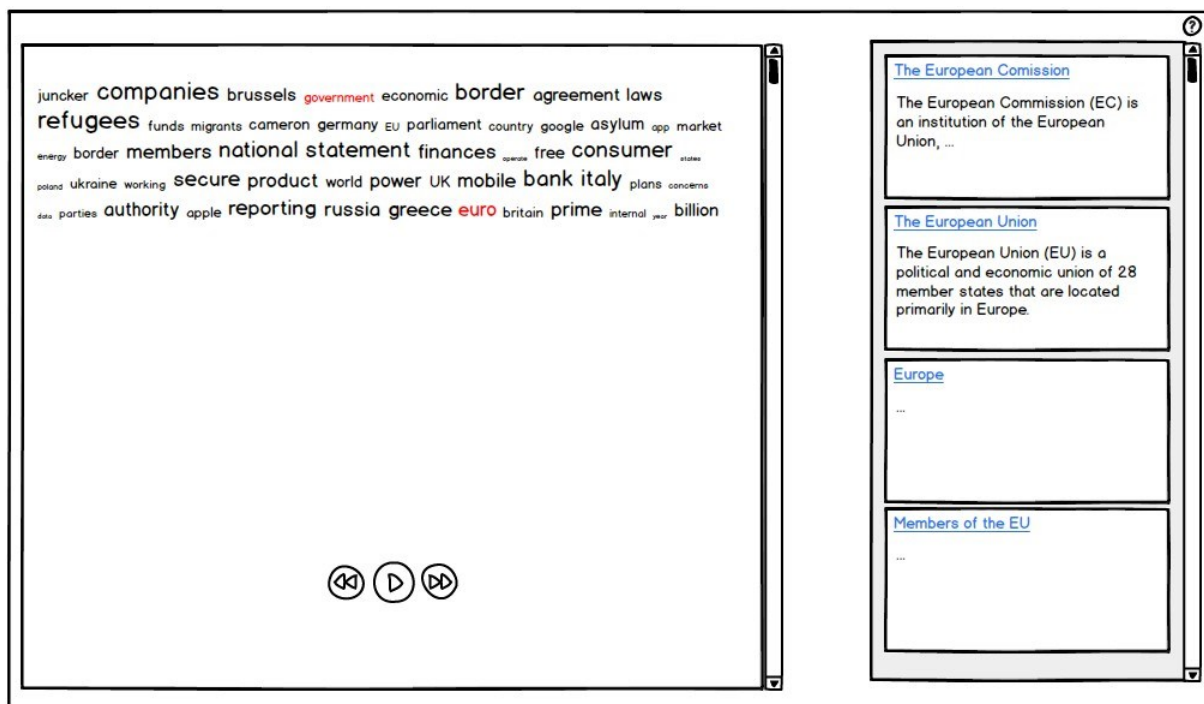 ?
juncker companies brussels government economic border agreement laws
refugees funds migrants cameron germany EU parliament country google asylum app market
energy border members national statement finances operate free consumer states
poland ukraine working secure product world power UK mobile bank italy plans concerns
data parties authority apple reporting russia greece euro britain prime internal year billion
The European Comission
The European Commission (EC) is
an institution of the European
Union, ...
The European Union
The European Union (EU) is a
political and economic union of 28
member states that are located
primarily in Europe.
Europe
...
Members of the EU
...